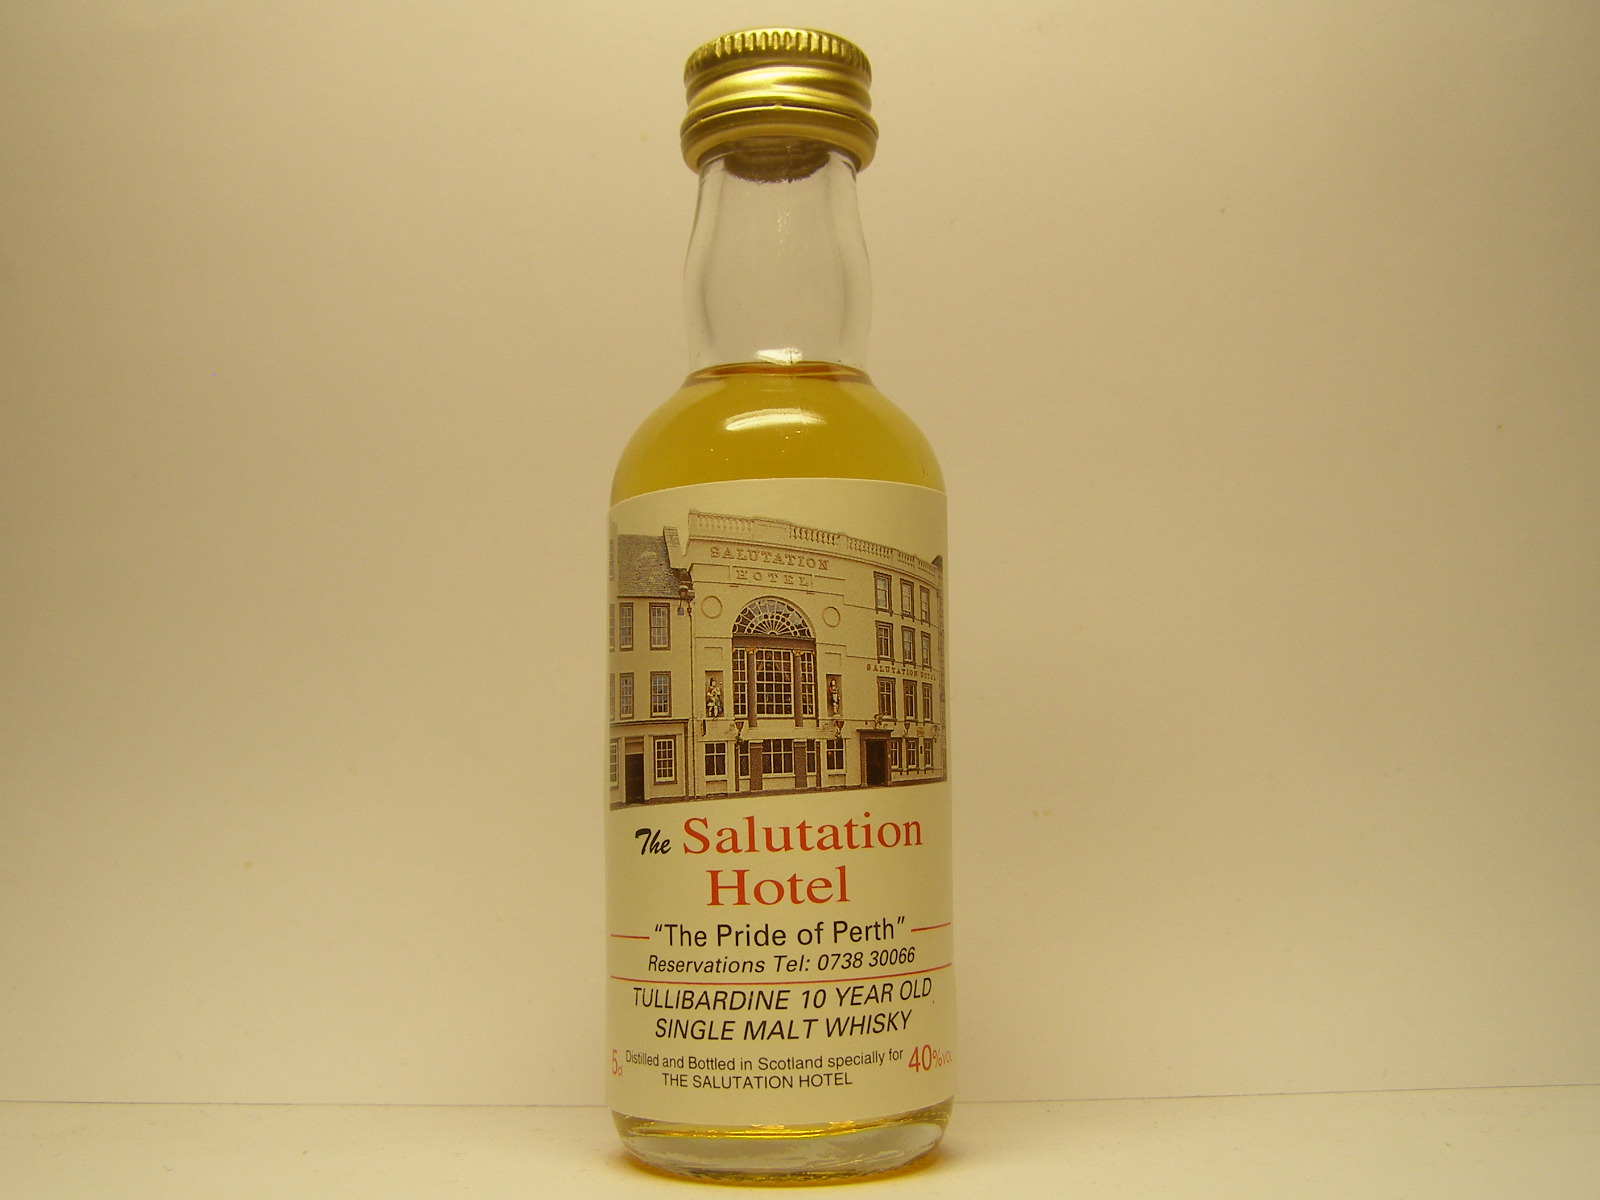 SALUTATION
HOTEL
SALUTATION HOTEL
The Salutation
Hotel
"The Pride of Perth"
Reservations Tel: 0738 30066
TULLIBARDINE 10 YEAR OLD
SINGLE MALT WHISKY
5cl Distilled and Bottled in Scotland specially for 40%vol
THE SALUTATION HOTEL